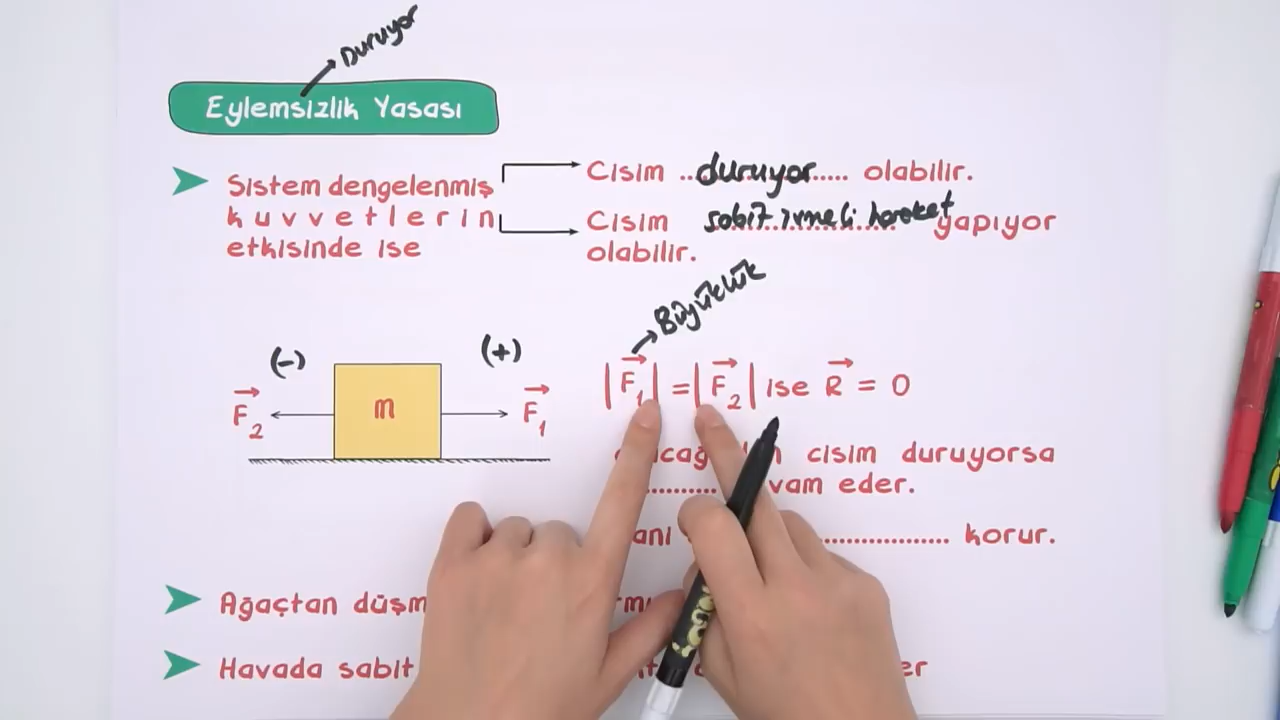 Duruyor
Eylemsizlik Yasası
Sistem dengelenmiş
kuvvetlerin
etkisinde ise
Cisim ..duruyor..... olabilir.
Cisim sabit ivmeli hareket yapıyor
olabilir.
Büyüklük
(-) (+)
F₂ m F₁
|F₁| = |F₂| ise R = 0
cisim duruyorsa
.......... vam eder.
................... korur.
Ağaçtan
Havada sabit